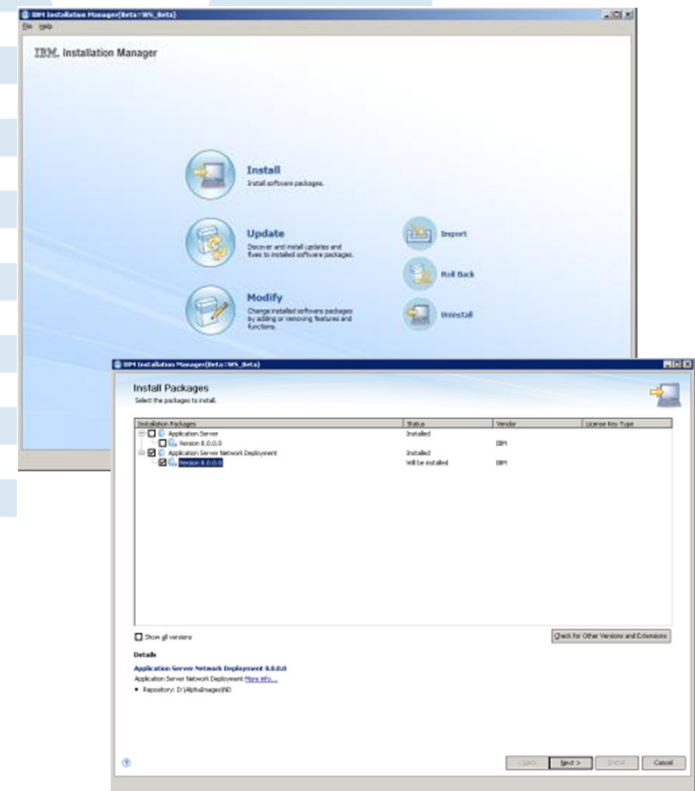 IBM Installation Manager(Beta=WS_Beta)
File Help
IBM. Installation Manager
Install
Install software packages.
Update
Discover and install updates and
fixes to installed software packages.
Modify
Change installed software packages
by adding or removing features and
functions.
Import
Roll Back
Uninstall
IBM Installation Manager(Beta=WS_Beta)
Install Packages
Select the packages to install.
Installation Packages Status Vendor License Key Type
Application Server Installed
Version 8.0.0.0 IBM
Application Server Network Deployment Installed
Version 8.0.0.0 Will be installed IBM
Show all versions
Check for Other Versions and Extensions
Details
Application Server Network Deployment 8.0.0.0
Application Server Network Deployment More info...
Repository: D:\AlphaImages\ND
? < Back Next > Install Cancel